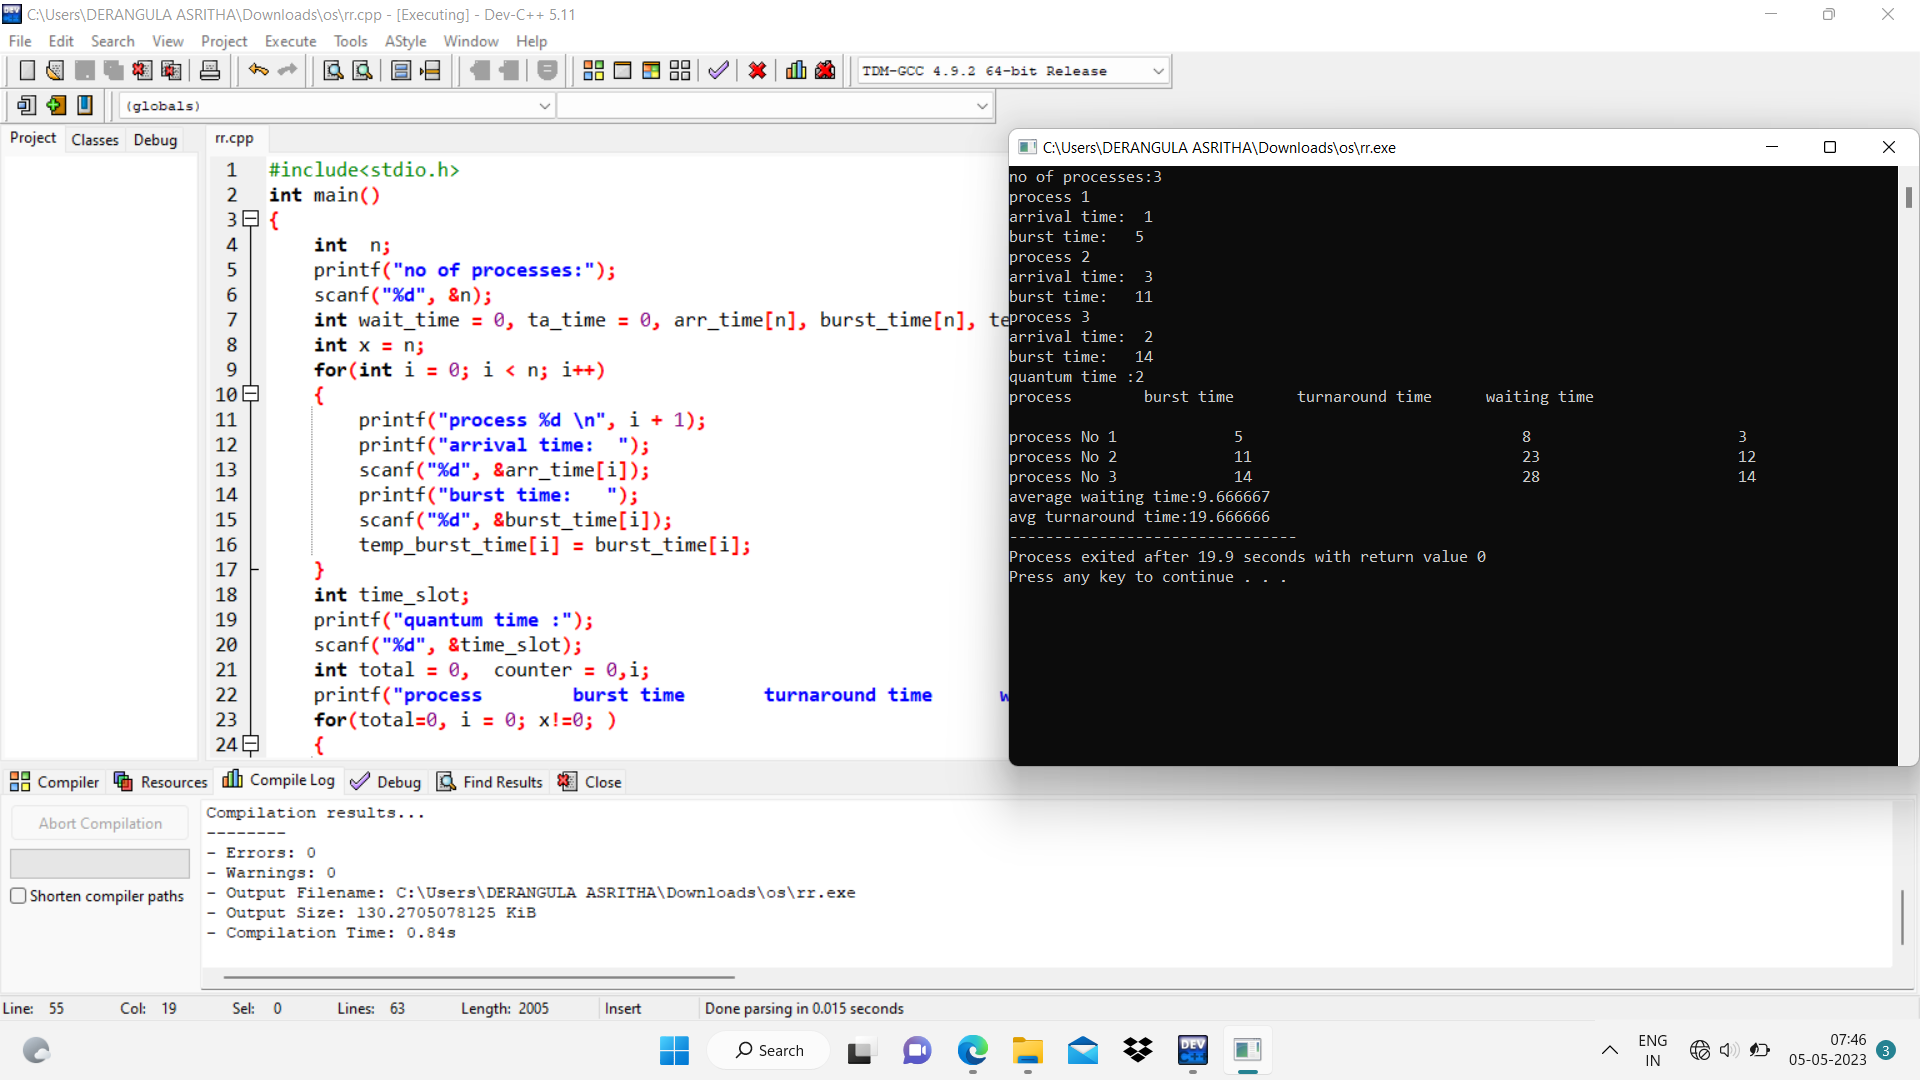 C:\Users\DERANGULA ASRITHA\Downloads\os\rr.cpp - [Executing] - Dev-C++ 5.11
File Edit Search View Project Execute Tools AStyle Window Help
TDM-GCC 4.9.2 64-bit Release
(globals)
Project Classes Debug
rr.cpp
1 #include<stdio.h>
2 int main()
3 {
4 int  n;
5 printf("no of processes:");
6 scanf("%d", &n);
7 int wait_time = 0, ta_time = 0, arr_time[n], burst_time[n], te
8 int x = n;
9 for(int i = 0; i < n; i++)
10 {
11 printf("process %d \n", i + 1);
12 printf("arrival time:  ");
13 scanf("%d", &arr_time[i]);
14 printf("burst time:   ");
15 scanf("%d", &burst_time[i]);
16 temp_burst_time[i] = burst_time[i];
17 }
18 int time_slot;
19 printf("quantum time :");
20 scanf("%d", &time_slot);
21 int total = 0,  counter = 0,i;
22 printf("process        burst time       turnaround time      w
23 for(total=0, i = 0; x!=0; )
24 {
C:\Users\DERANGULA ASRITHA\Downloads\os\rr.exe
no of processes:3
process 1
arrival time:  1
burst time:   5
process 2
arrival time:  3
burst time:   11
process 3
arrival time:  2
burst time:   14
quantum time :2
process        burst time       turnaround time      waiting time
process No 1             5                               8                       3
process No 2             11                              23                      12
process No 3             14                              28                      14
average waiting time:9.666667
avg turnaround time:19.666666
--------------------------------
Process exited after 19.9 seconds with return value 0
Press any key to continue . . .
Compiler Resources Compile Log Debug Find Results Close
Abort Compilation
Shorten compiler paths
Compilation results...
--------
- Errors: 0
- Warnings: 0
- Output Filename: C:\Users\DERANGULA ASRITHA\Downloads\os\rr.exe
- Output Size: 130.2705078125 KiB
- Compilation Time: 0.84s
Line: 55 Col: 19 Sel: 0 Lines: 63 Length: 2005 Insert Done parsing in 0.015 seconds
Search
DEV C++
ENG
IN
07:46
05-05-2023
3